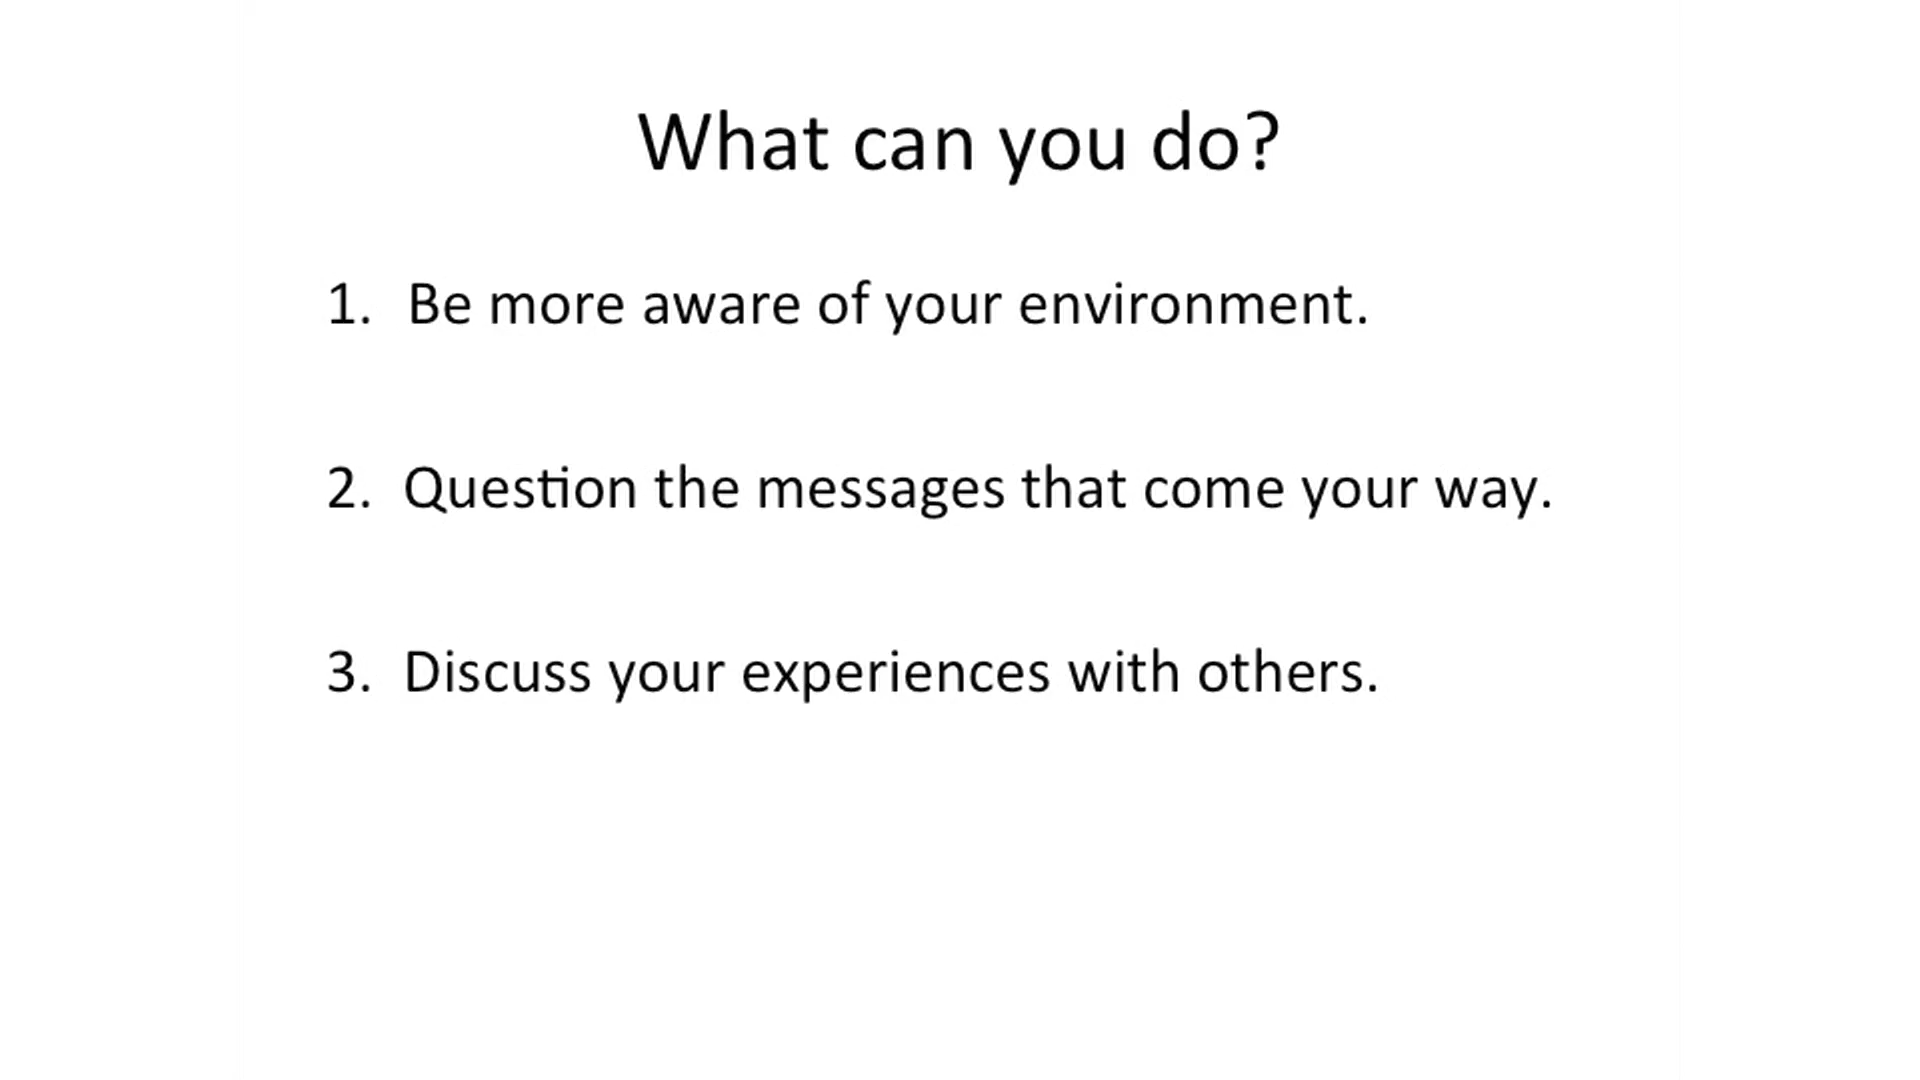 What can you do?
1. Be more aware of your environment.
2. Question the messages that come your way.
3. Discuss your experiences with others.